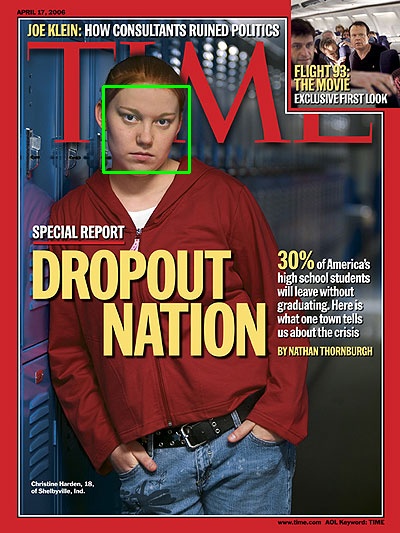 APRIL 17, 2006
JOE KLEIN: HOW CONSULTANTS RUINED POLITICS
TIME
FLIGHT 93:
THE MOVIE
EXCLUSIVE FIRST LOOK
SPECIAL REPORT
DROPOUT
NATION
30% of America's
high school students
will leave without
graduating. Here is
what one town tells
us about the crisis
BY NATHAN THORNBURGH
Christine Harden, 18,
of Shelbyville, Ind.
www.time.com AOL Keyword: TIME